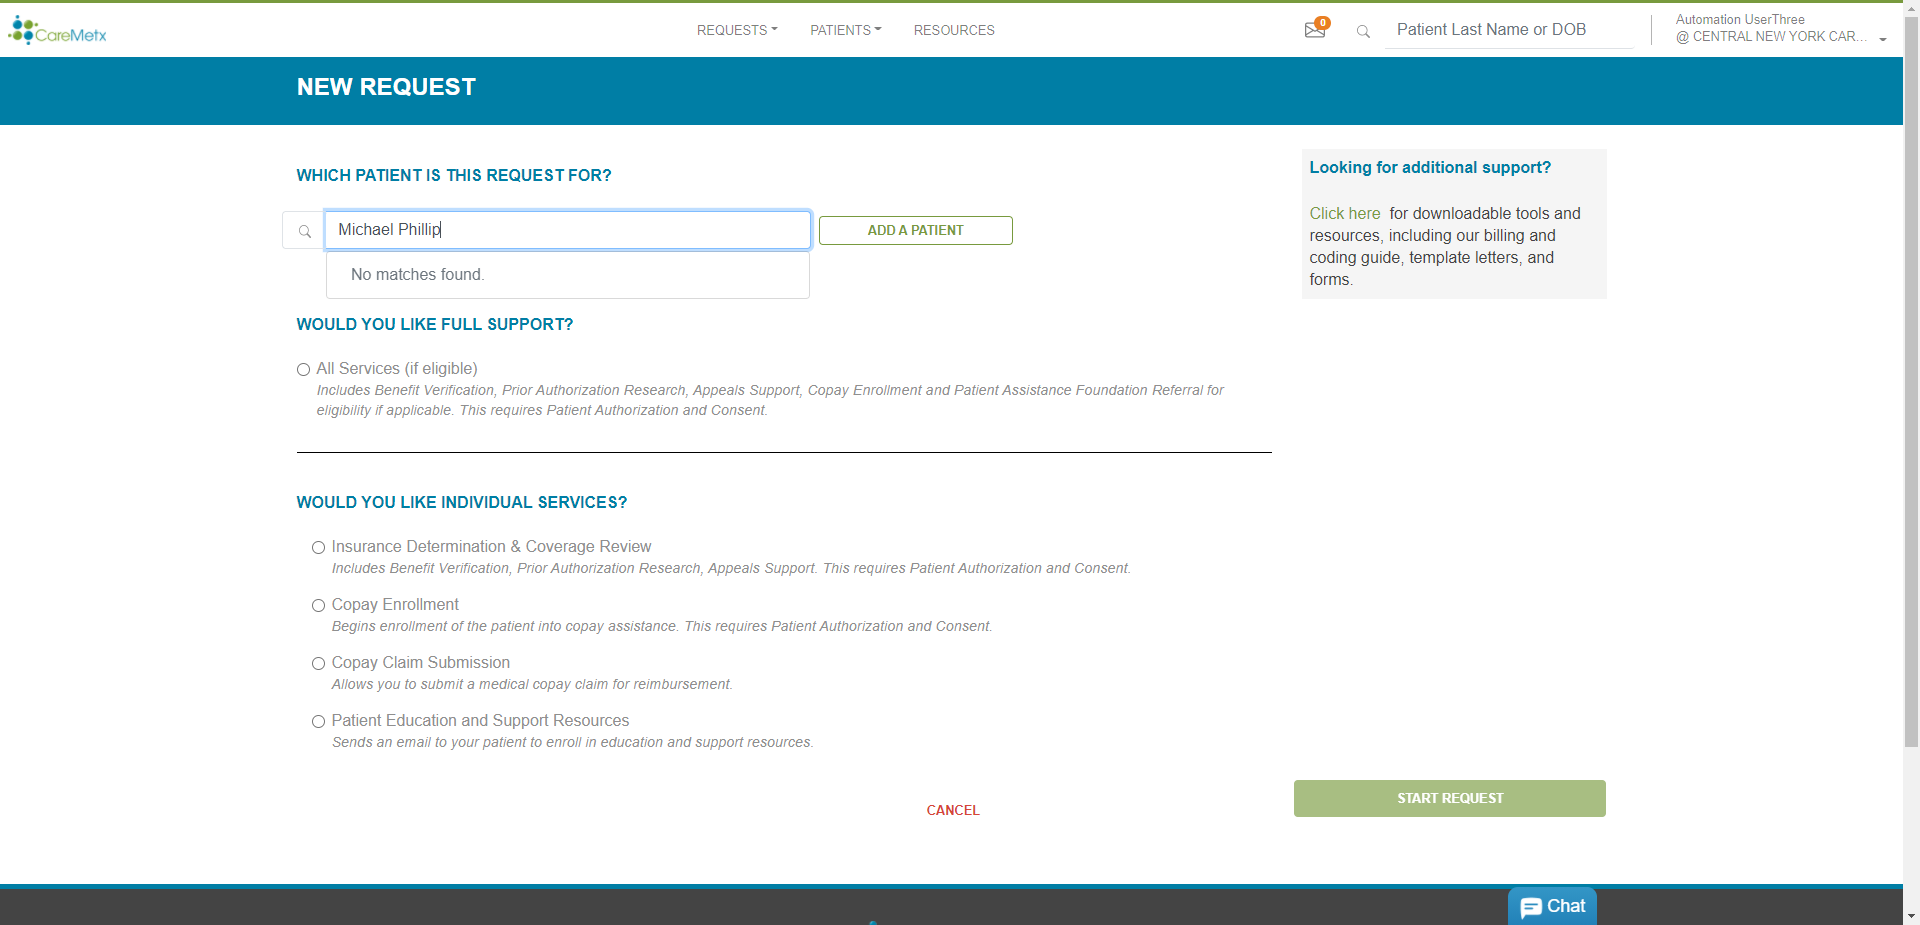 CareMetx
REQUESTS
PATIENTS
RESOURCES
0
Patient Last Name or DOB
Automation UserThree
@ CENTRAL NEW YORK CAR...
NEW REQUEST
WHICH PATIENT IS THIS REQUEST FOR?
Michael Phillip
ADD A PATIENT
No matches found.
Looking for additional support?
Click here for downloadable tools and
resources, including our billing and
coding guide, template letters, and
forms.
WOULD YOU LIKE FULL SUPPORT?
All Services (if eligible)
Includes Benefit Verification, Prior Authorization Research, Appeals Support, Copay Enrollment and Patient Assistance Foundation Referral for
eligibility if applicable. This requires Patient Authorization and Consent.
WOULD YOU LIKE INDIVIDUAL SERVICES?
Insurance Determination & Coverage Review
Includes Benefit Verification, Prior Authorization Research, Appeals Support. This requires Patient Authorization and Consent.
Copay Enrollment
Begins enrollment of the patient into copay assistance. This requires Patient Authorization and Consent.
Copay Claim Submission
Allows you to submit a medical copay claim for reimbursement.
Patient Education and Support Resources
Sends an email to your patient to enroll in education and support resources.
CANCEL
START REQUEST
Chat